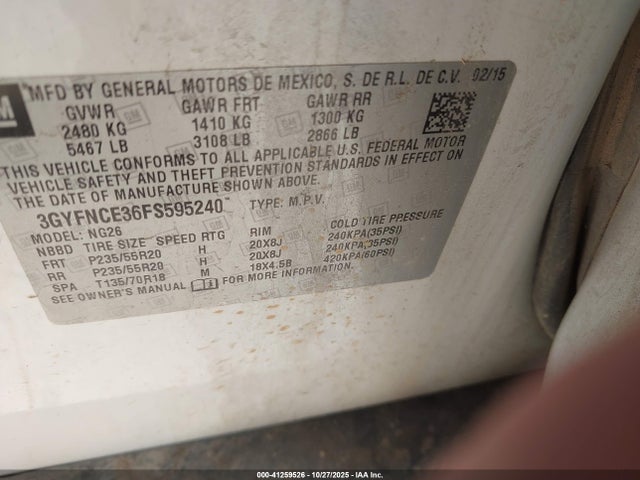 GM
MFD BY GENERAL MOTORS DE MEXICO, S. DE R.L. DE C.V. 02/15
GVWR GAWR FRT GAWR RR
2480 KG 1410 KG 1300 KG
5467 LB 3108 LB 2866 LB
THIS VEHICLE CONFORMS TO ALL APPLICABLE U.S. FEDERAL MOTOR
VEHICLE SAFETY AND THEFT PREVENTION STANDARDS IN EFFECT ON
THE DATE OF MANUFACTURE SHOWN ABOVE.
3GYFNCE36FS595240 TYPE: M.P.V.
MODEL: NG26
NBBD TIRE SIZE SPEED RTG RIM COLD TIRE PRESSURE
FRT P235/55R20 H 20X8J 240KPA(35PSI)
RR P235/55R20 H 20X8J 240KPA(35PSI)
SPA T135/70R18 M 18X4.5B 420KPA(60PSI)
SEE OWNER'S MANUAL FOR MORE INFORMATION.
000-41259526 | 10/27/2025 | IAA Inc.